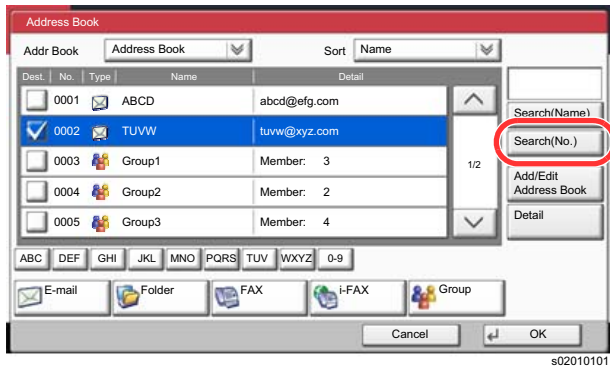 Address Book
Addr Book Address Book Sort Name
Dest. No. Type Name Detail
0001 ABCD abcd@efg.com
Search(Name)
0002 TUVW tuvw@xyz.com
Search(No.)
0003 Group1 Member: 3 1/2
Add/Edit
Address Book
0004 Group2 Member: 2
0005 Group3 Member: 4
Detail
ABC DEF GHI JKL MNO PQRS TUV WXYZ 0-9
E-mail Folder FAX i-FAX Group
Cancel OK
s02010101